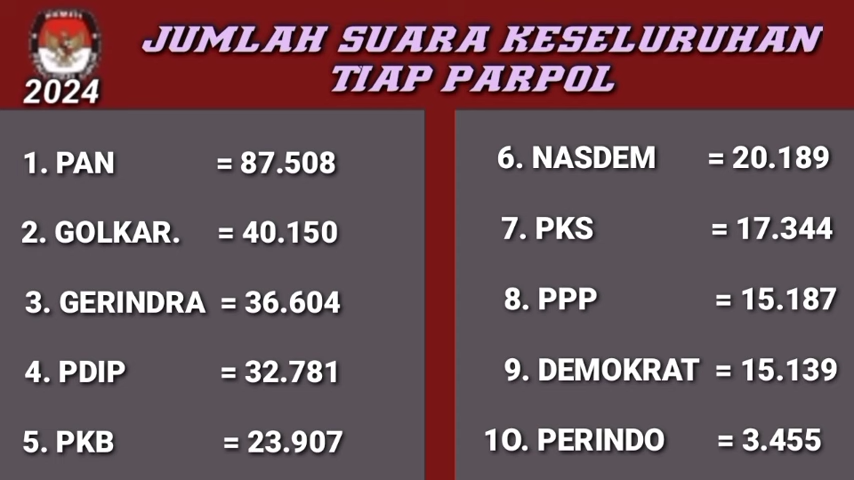 2024
JUMLAH SUARA KESELURUHAN
TIAP PARPOL
1. PAN = 87.508
2. GOLKAR. = 40.150
3. GERINDRA = 36.604
4. PDIP = 32.781
5. PKB = 23.907
6. NASDEM = 20.189
7. PKS = 17.344
8. PPP = 15.187
9. DEMOKRAT = 15.139
10. PERINDO = 3.455